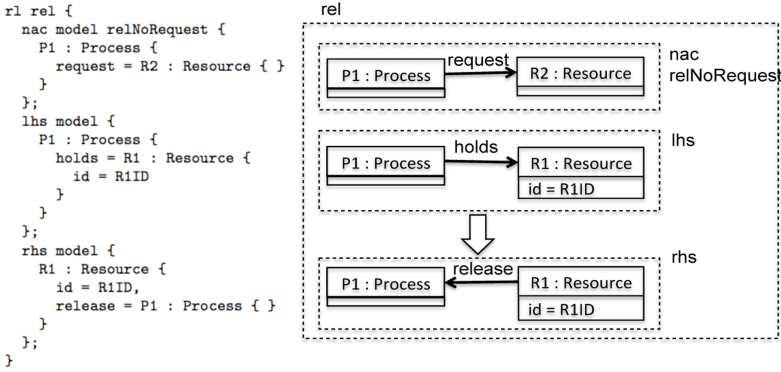 rl rel {
nac model relNoRequest {
P1 : Process {
request = R2 : Resource { }
}
};
lhs model {
P1 : Process {
holds = R1 : Resource {
id = R1ID
}
}
};
rhs model {
R1 : Resource {
id = R1ID,
release = P1 : Process { }
}
};
}
rel
P1 : Process
request
R2 : Resource
nac
relNoRequest
P1 : Process
holds
R1 : Resource
id = R1ID
lhs
P1 : Process
release
R1 : Resource
id = R1ID
rhs